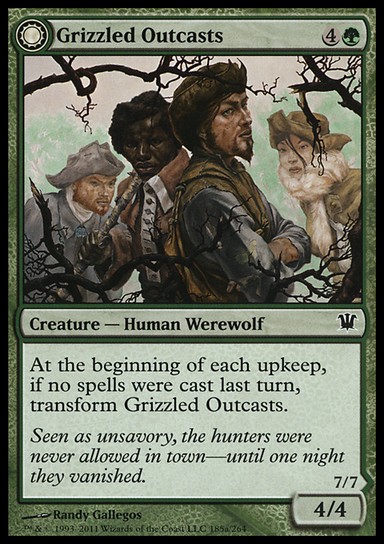 Grizzled Outcasts 4
Creature — Human Werewolf
At the beginning of each upkeep,
if no spells were cast last turn,
transform Grizzled Outcasts.
Seen as unsavory, the hunters were
never allowed in town—until one night
they vanished.
7/7
Randy Gallegos
4/4
™ & © 1993–2011 Wizards of the Coast LLC 185a/264